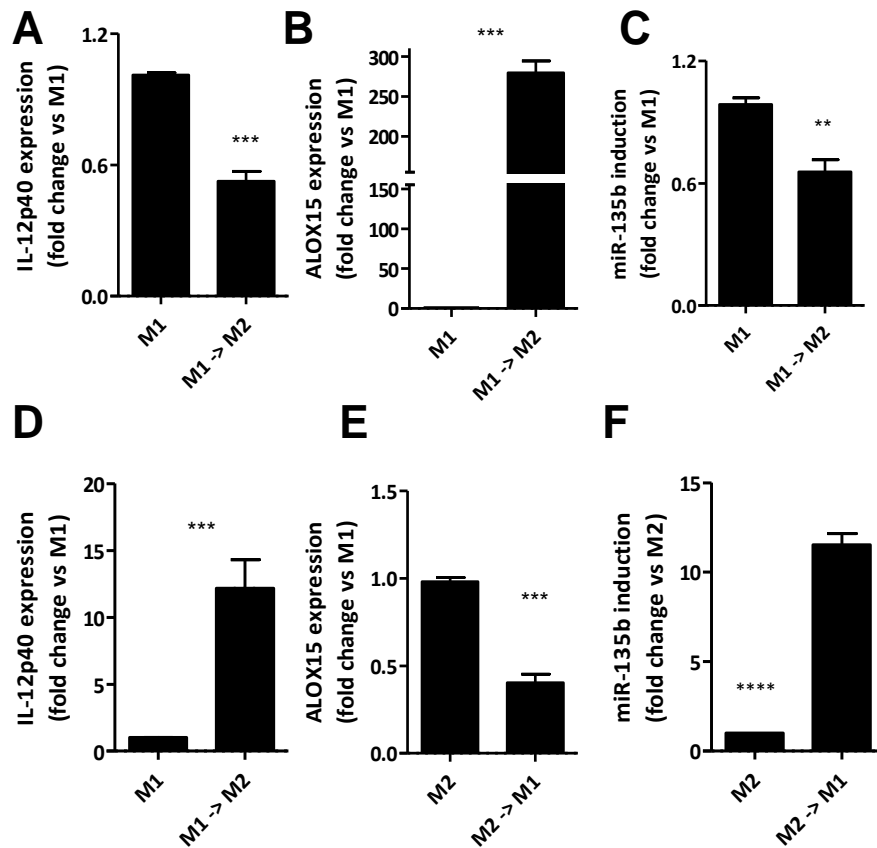 A
IL-12p40 expression
(fold change vs M1)
1.2
0.6
0.0
***
M1
M1 -> M2
B
ALOX15 expression
(fold change vs M1)
300
250
200
150
100
50
0
***
M1
M1 -> M2
C
miR-135b induction
(fold change vs M1)
1.2
0.6
0.0
**
M1
M1 -> M2
D
IL-12p40 expression
(fold change vs M1)
20
15
10
5
0
***
M1
M1 -> M2
E
ALOX15 expression
(fold change vs M1)
1.5
1.0
0.5
0.0
***
M2
M2 -> M1
F
miR-135b induction
(fold change vs M2)
15
10
5
0
****
M2
M2 -> M1